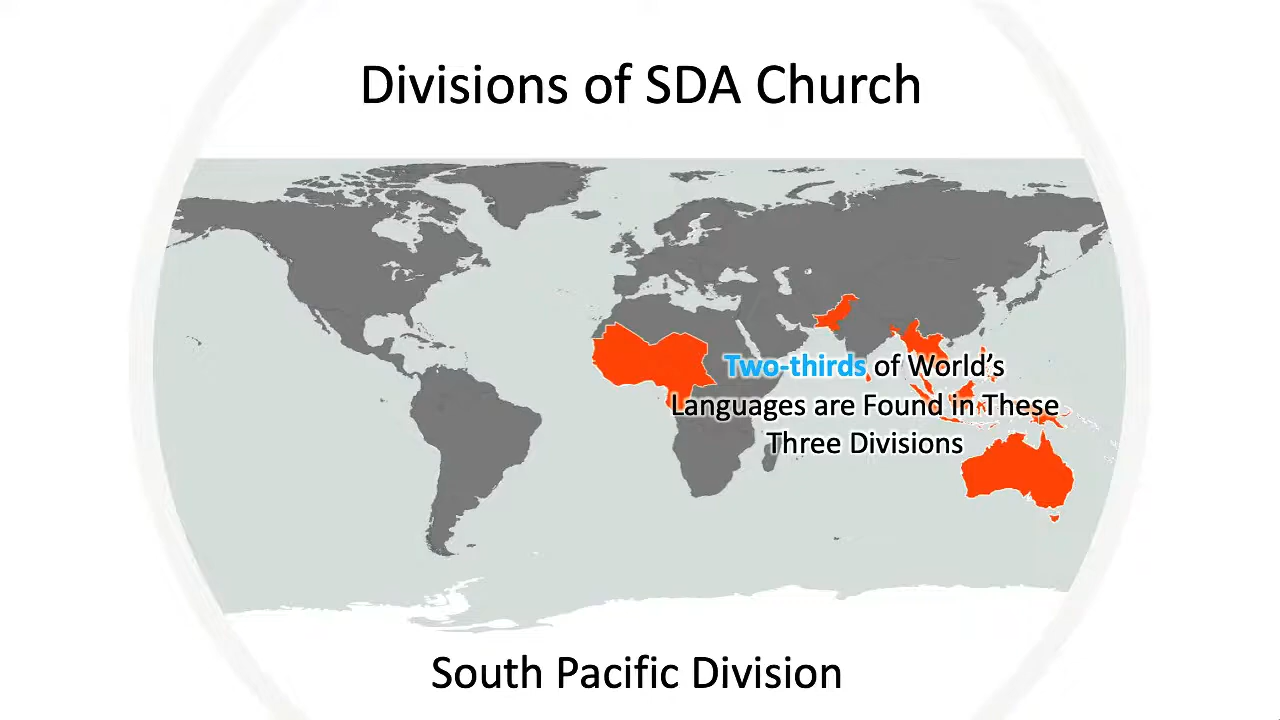 Divisions of SDA Church
Two-thirds of World’s
Languages are Found in These
Three Divisions
South Pacific Division